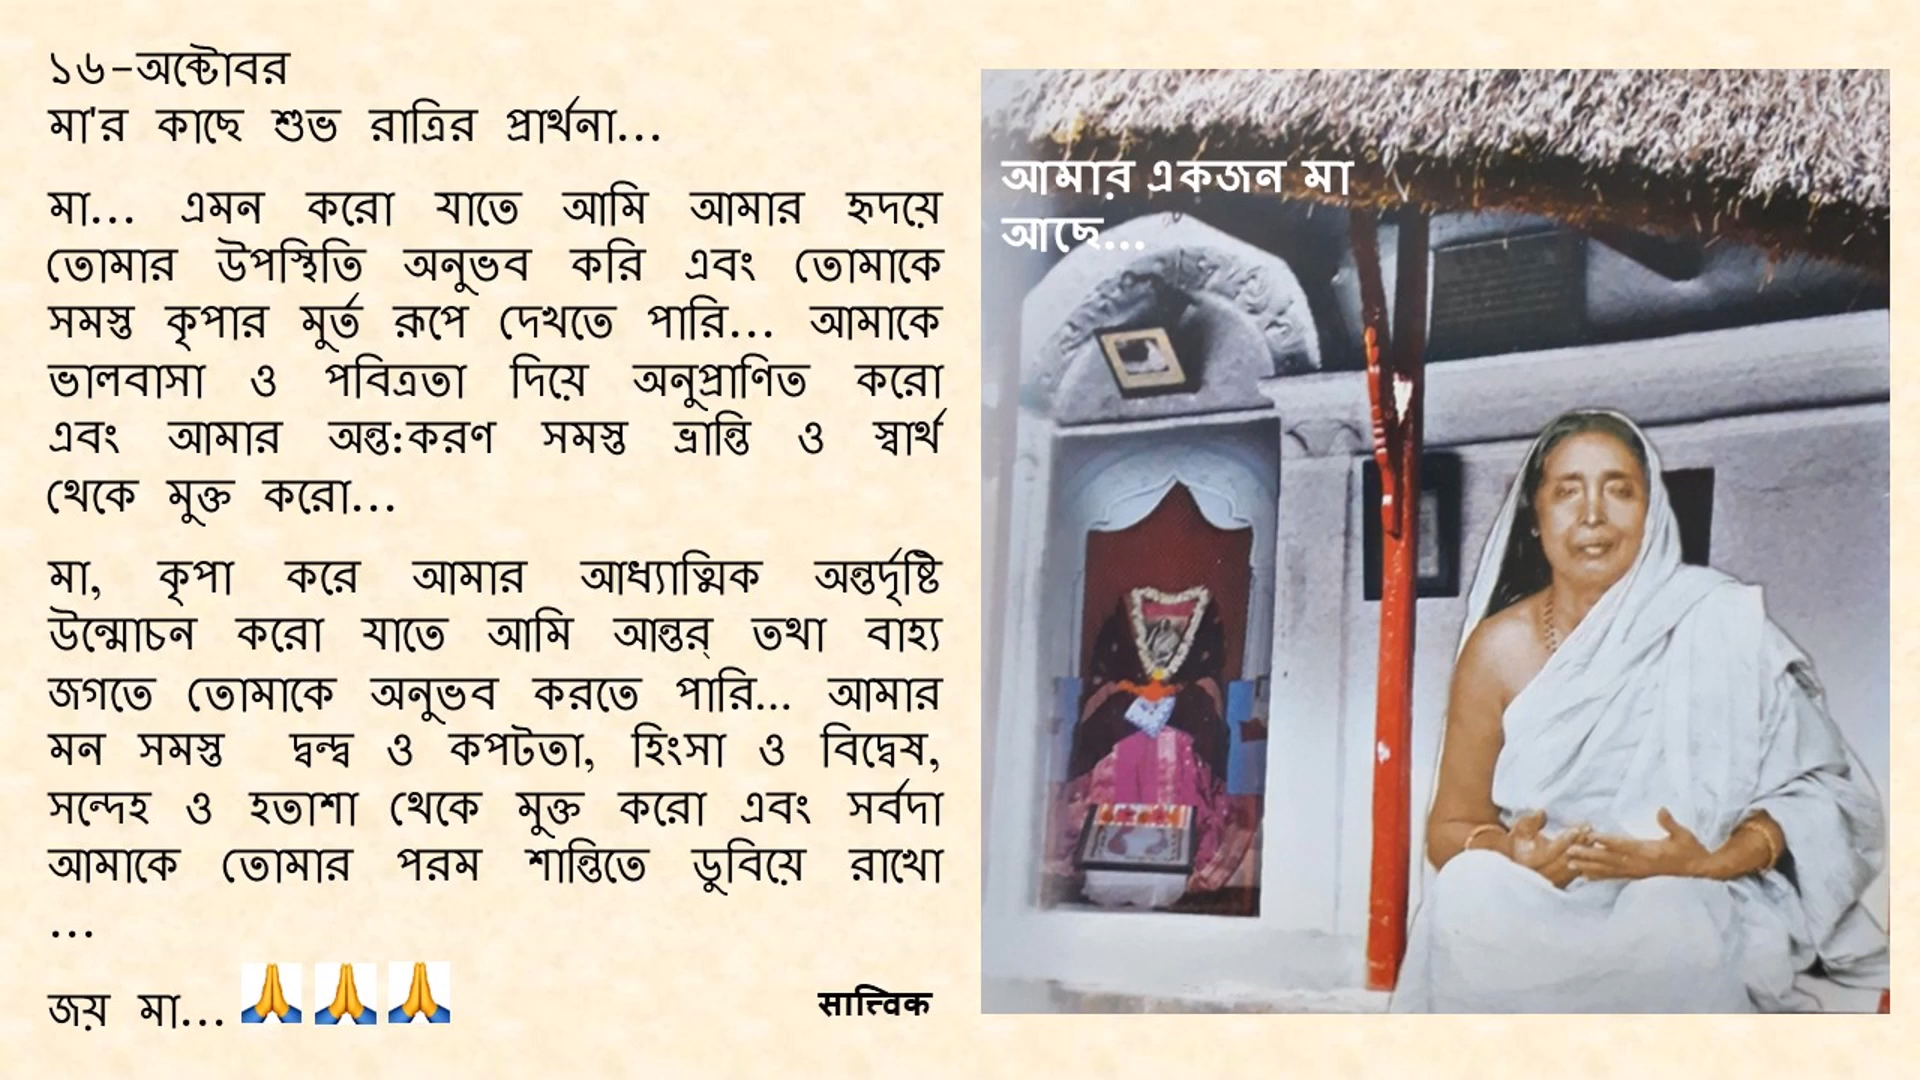 ১৬-অক্টোবর
মা'র কাছে শুভ রাত্রির প্রার্থনা...
মা... এমন করো যাতে আমি আমার হৃদয়ে
তোমার উপস্থিতি অনুভব করি এবং তোমাকে
সমস্ত কৃপার মুর্ত রূপে দেখতে পারি... আমাকে
ভালবাসা ও পবিত্রতা দিয়ে অনুপ্রাণিত করো
এবং আমার অন্ত:করণ সমস্ত ভ্রান্তি ও স্বার্থ
থেকে মুক্ত করো...
মা, কৃপা করে আমার আধ্যাত্মিক অন্তর্দৃষ্টি
উন্মোচন করো যাতে আমি আন্তর্ তথা বাহ্য
জগতে তোমাকে অনুভব করতে পারি... আমার
মন সমস্ত দ্বন্দ্ব ও কপটতা, হিংসা ও বিদ্বেষ,
সন্দেহ ও হতাশা থেকে মুক্ত করো এবং সর্বদা
আমাকে তোমার পরম শান্তিতে ডুবিয়ে রাখো
...
জয় মা... 🙏🙏🙏
सात्त्विक
আমার একজন মা
আছে...